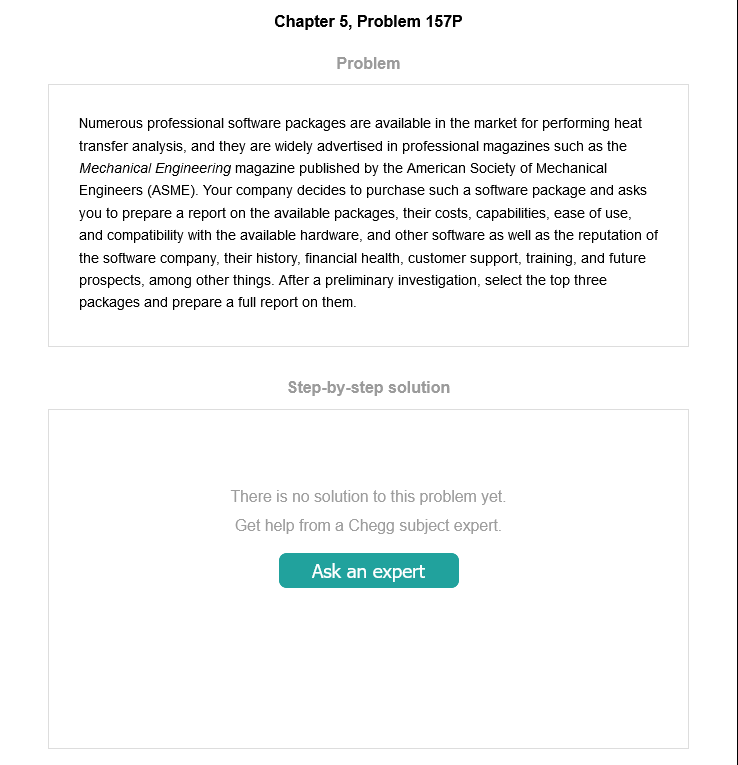 Chapter 5, Problem 157P
Problem
Numerous professional software packages are available in the market for performing heat
transfer analysis, and they are widely advertised in professional magazines such as the
Mechanical Engineering magazine published by the American Society of Mechanical
Engineers (ASME). Your company decides to purchase such a software package and asks
you to prepare a report on the available packages, their costs, capabilities, ease of use,
and compatibility with the available hardware, and other software as well as the reputation of
the software company, their history, financial health, customer support, training, and future
prospects, among other things. After a preliminary investigation, select the top three
packages and prepare a full report on them.
Step-by-step solution
There is no solution to this problem yet.
Get help from a Chegg subject expert.
Ask an expert